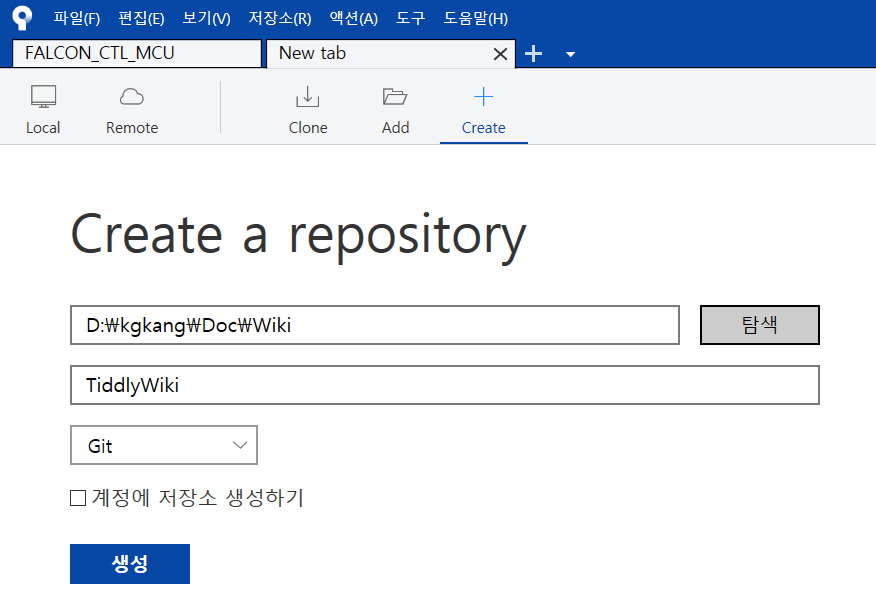 파일(F) 편집(E) 보기(V) 저장소(R) 액션(A) 도구 도움말(H)
FALCON_CTL_MCU New tab
Local Remote Clone Add Create
Create a repository
D:₩kgkang₩Doc₩Wiki 탐색
TiddlyWiki
Git
계정에 저장소 생성하기
생성